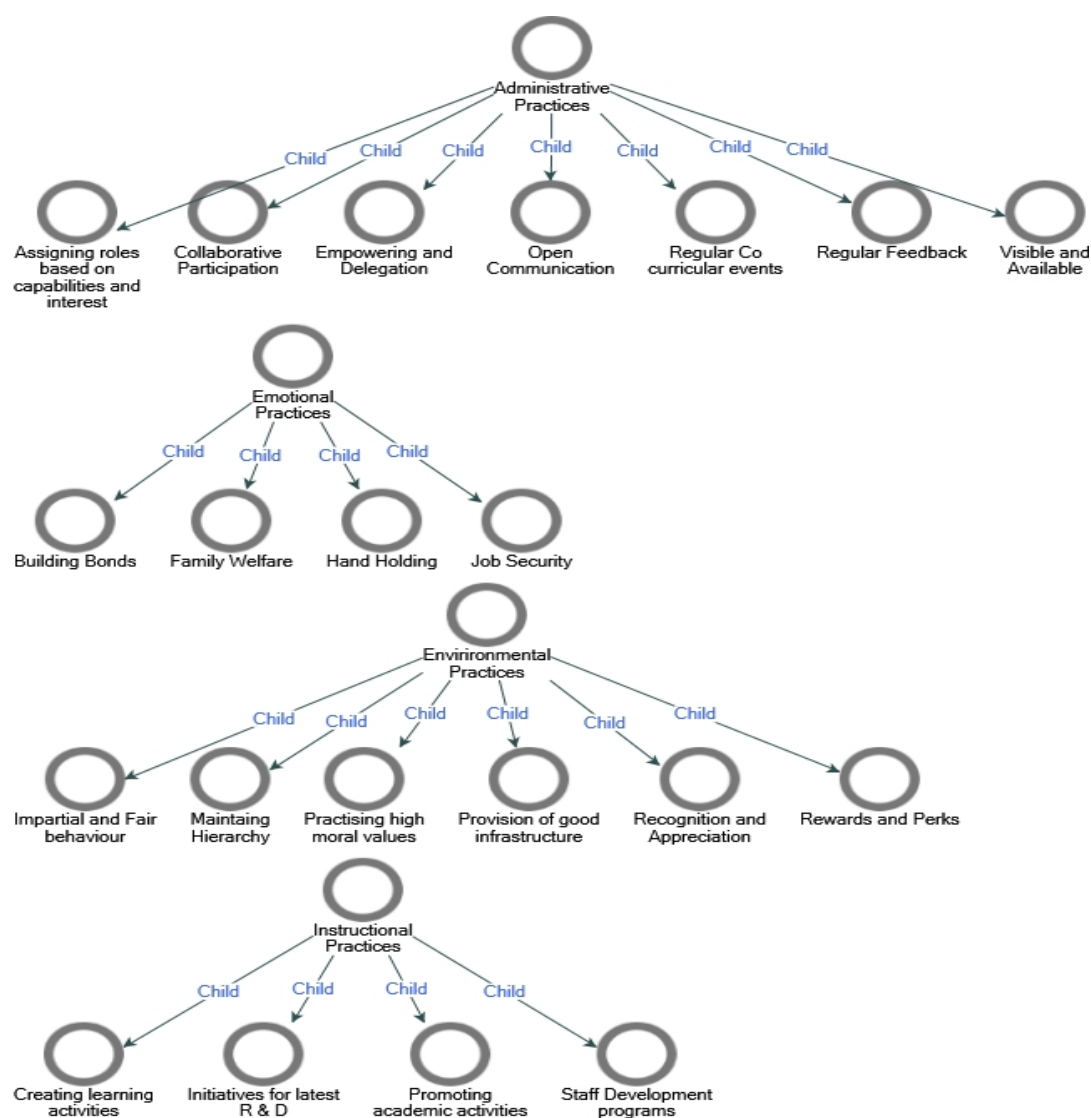 Administrative
Practices
Child Child Child Child Child Child Child
Assigning roles
based on
capabilities and
interest
Collaborative
Participation
Empowering and
Delegation
Open
Communication
Regular Co
curricular events
Regular Feedback
Visible and
Available
Emotional
Practices
Child Child Child Child
Building Bonds
Family Welfare
Hand Holding
Job Security
Envirironmental
Practices
Child Child Child Child Child Child
Impartial and Fair
behaviour
Maintaing
Hierarchy
Practising high
moral values
Provision of good
infrastructure
Recognition and
Appreciation
Rewards and Perks
Instructional
Practices
Child Child Child Child
Creating learning
activities
Initiatives for latest
R & D
Promoting
academic activities
Staff Development
programs